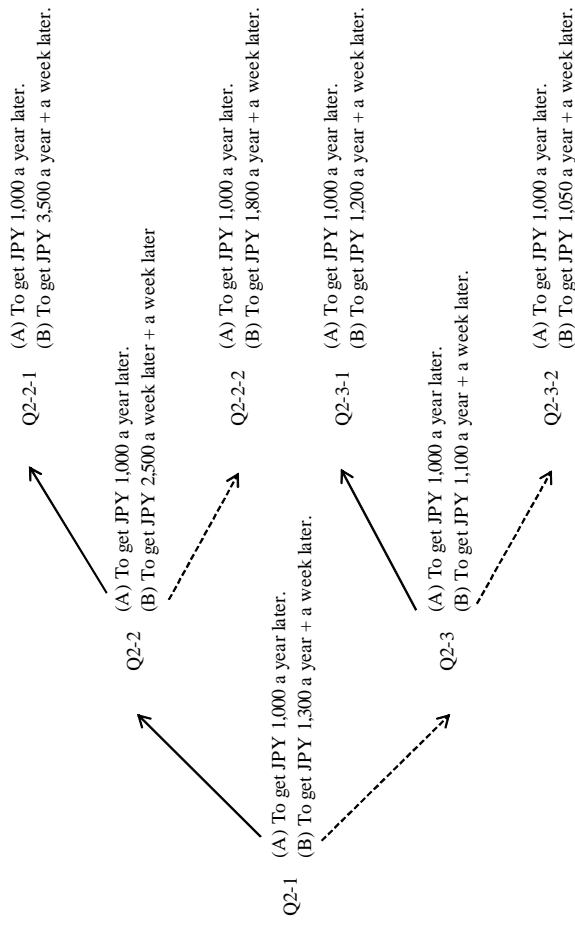 Q2-1
(A) To get JPY 1,000 a year later.
(B) To get JPY 1,300 a year + a week later.
Q2-2
(A) To get JPY 1,000 a year later.
(B) To get JPY 2,500 a week later + a week later
Q2-3
(A) To get JPY 1,000 a year later.
(B) To get JPY 1,100 a year + a week later.
Q2-2-1
(A) To get JPY 1,000 a year later.
(B) To get JPY 3,500 a year + a week later.
Q2-2-2
(A) To get JPY 1,000 a year later.
(B) To get JPY 1,800 a year + a week later.
Q2-3-1
(A) To get JPY 1,000 a year later.
(B) To get JPY 1,200 a year + a week later.
Q2-3-2
(A) To get JPY 1,000 a year later.
(B) To get JPY 1,050 a year + a week later.